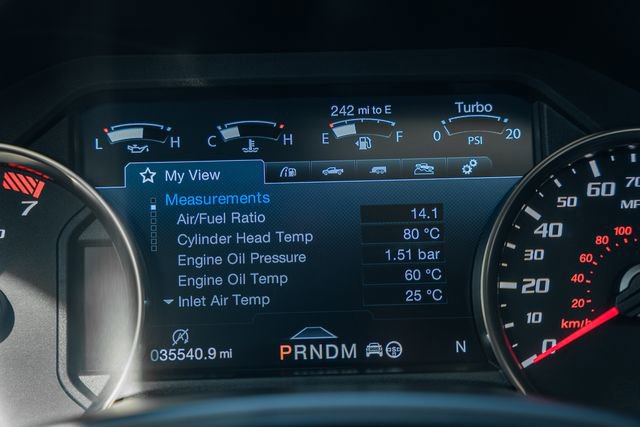 242 mi to E
Turbo
L H C H E F 0 PSI 20
My View
Measurements
Air/Fuel Ratio 14.1
Cylinder Head Temp 80 °C
Engine Oil Pressure 1.51 bar
Engine Oil Temp 60 °C
Inlet Air Temp 25 °C
035540.9 mi
PRNDM
N
7
0
10
20
30
40
50
60
70
MP
20
40
60
80
100
km/h